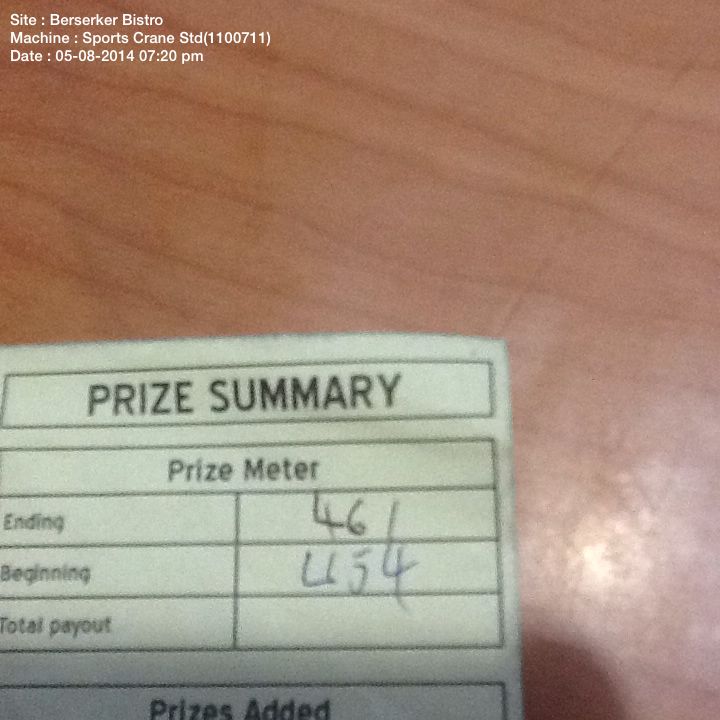 Site : Berserker Bistro
Machine : Sports Crane Std(1100711)
Date : 05-08-2014 07:20 pm
PRIZE SUMMARY
Prize Meter
Ending 461
Beginning 454
Total payout
Prizes Added